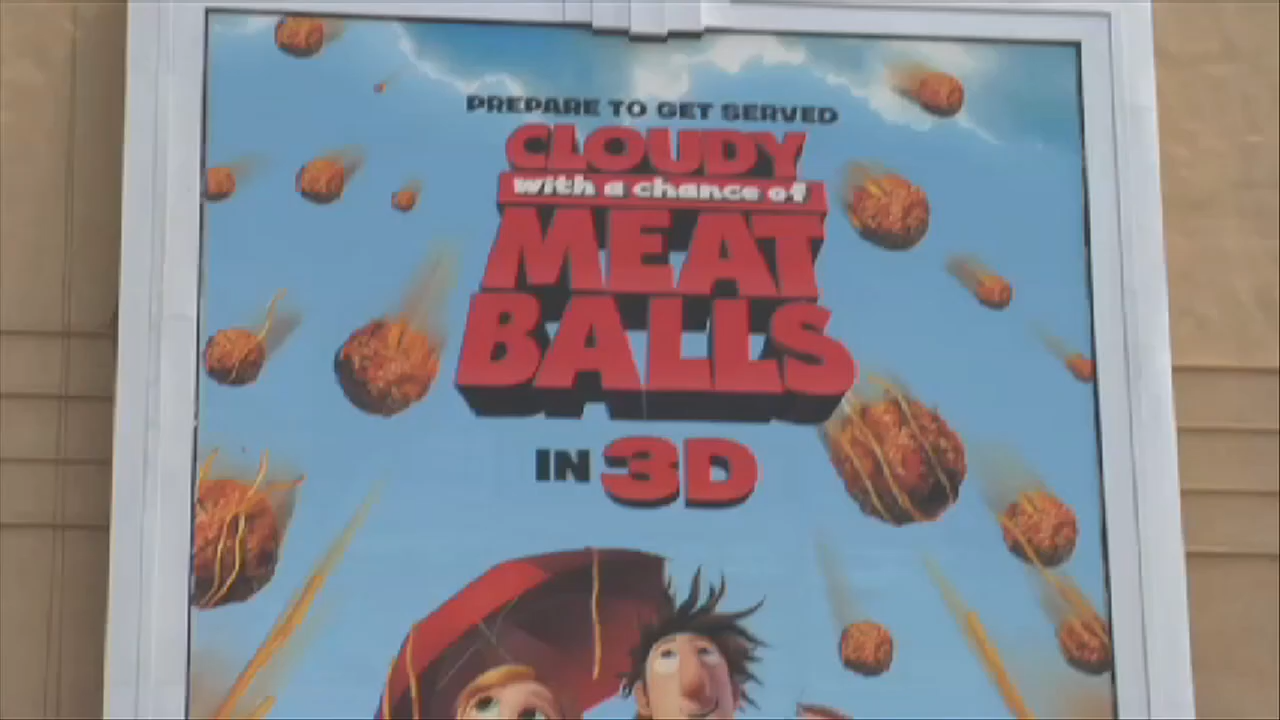 PREPARE TO GET SERVED
CLOUDY
with a chance of
MEAT
BALLS
IN 3D